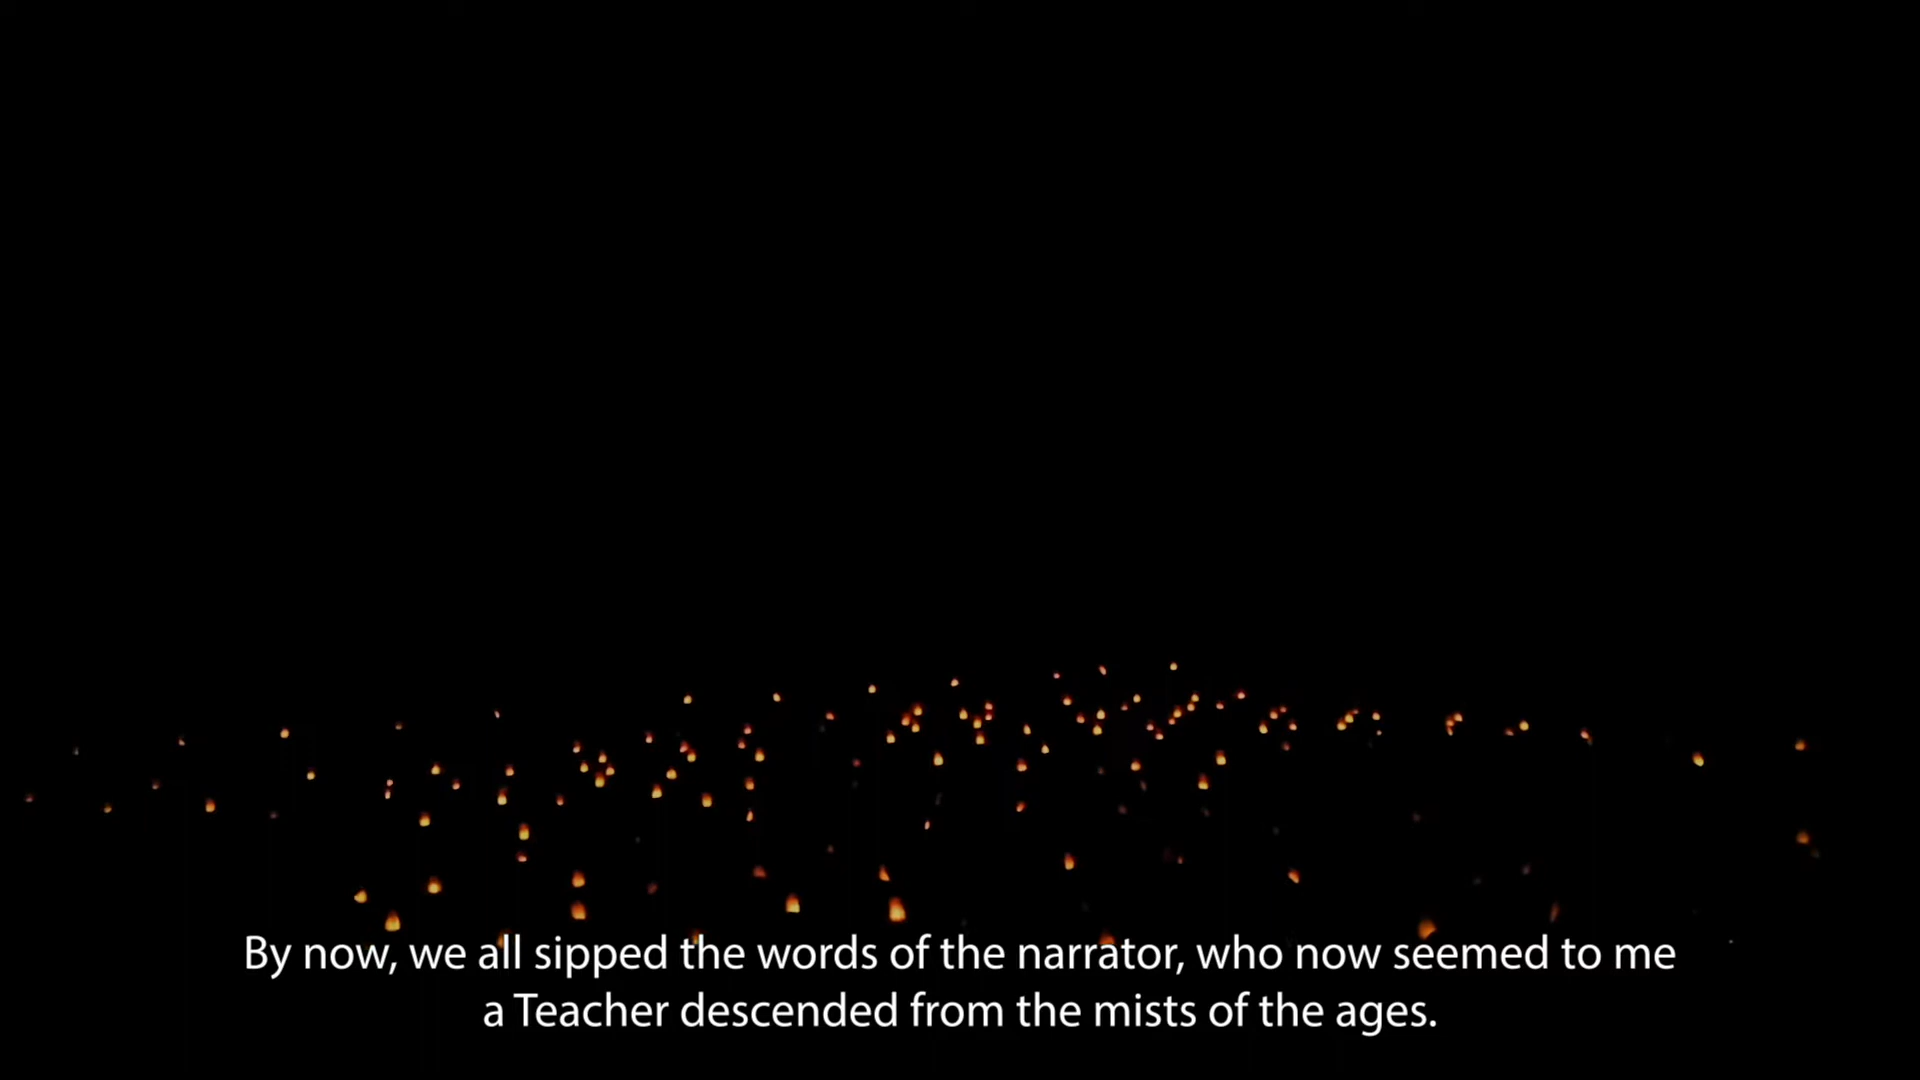 By now, we all sipped the words of the narrator, who now seemed to me
a Teacher descended from the mists of the ages.